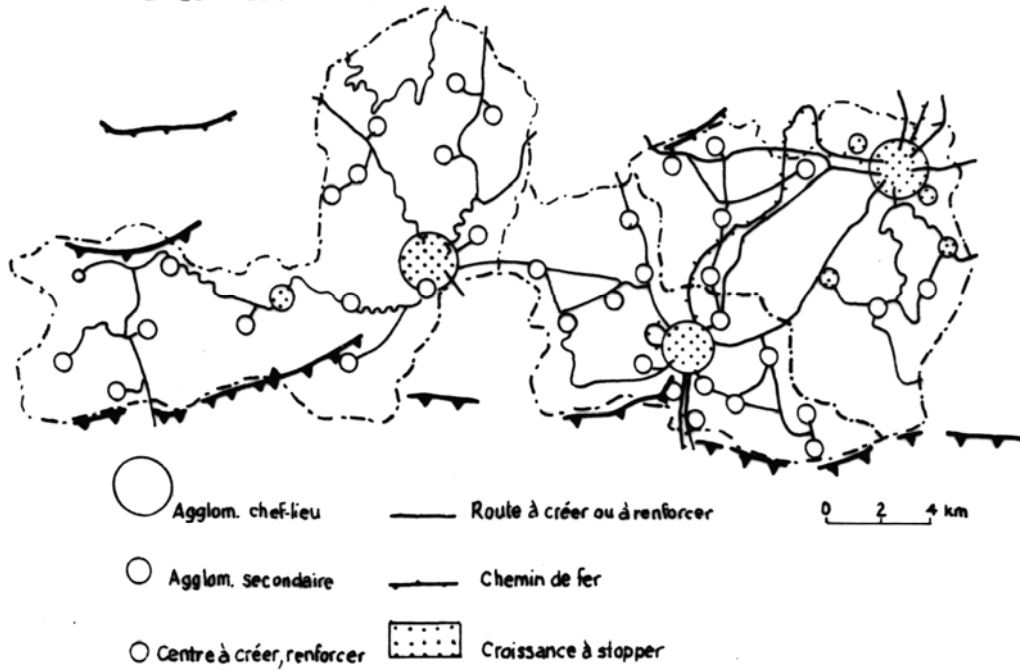 0 2 4 km
Agglom. chef-lieu
Route à créer ou à renforcer
Agglom. secondaire
Chemin de fer
Centre à créer, renforcer
Croissance à stopper